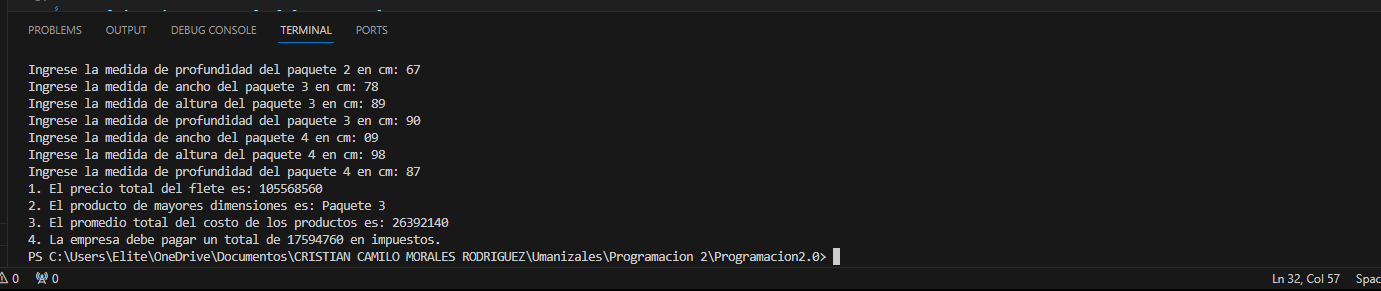 PROBLEMS OUTPUT DEBUG CONSOLE TERMINAL PORTS
Ingrese la medida de profundidad del paquete 2 en cm: 67
Ingrese la medida de ancho del paquete 3 en cm: 78
Ingrese la medida de altura del paquete 3 en cm: 89
Ingrese la medida de profundidad del paquete 3 en cm: 90
Ingrese la medida de ancho del paquete 4 en cm: 09
Ingrese la medida de altura del paquete 4 en cm: 98
Ingrese la medida de profundidad del paquete 4 en cm: 87
1. El precio total del flete es: 105568560
2. El producto de mayores dimensiones es: Paquete 3
3. El promedio total del costo de los productos es: 26392140
4. La empresa debe pagar un total de 17594760 en impuestos.
PS C:\Users\Elite\OneDrive\Documentos\CRISTIAN CAMILO MORALES RODRIGUEZ\Umanizales\Programacion 2\Programacion2.0>
0 0 Ln 32, Col 57 Spac